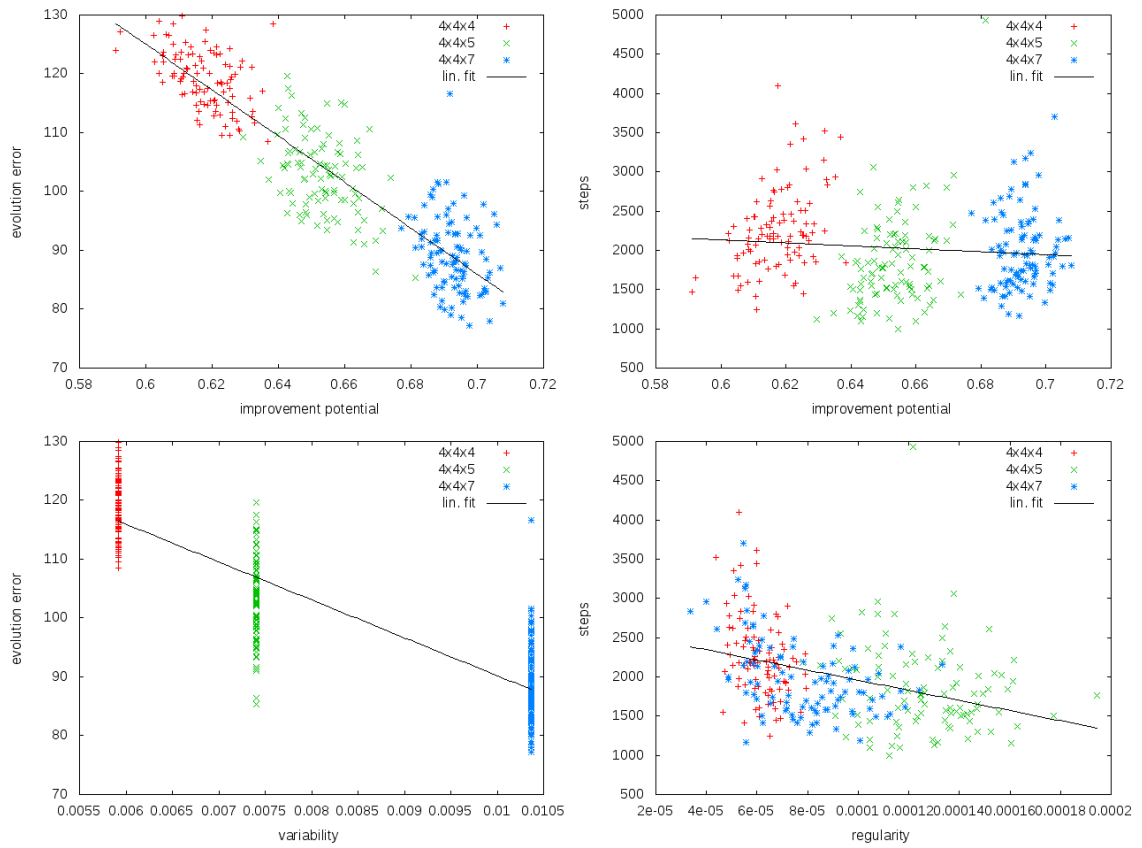 130
120
110
100
90
80
70
evolution error
4x4x4
4x4x5
4x4x7
lin. fit
0.58 0.6 0.62 0.64 0.66 0.68 0.7 0.72
improvement potential
5000
4500
4000
3500
3000
2500
2000
1500
1000
500
steps
4x4x4
4x4x5
4x4x7
lin. fit
0.58 0.6 0.62 0.64 0.66 0.68 0.7 0.72
improvement potential
130
120
110
100
90
80
70
evolution error
4x4x4
4x4x5
4x4x7
lin. fit
0.0055 0.006 0.0065 0.007 0.0075 0.008 0.0085 0.009 0.0095 0.01 0.0105
variability
5000
4500
4000
3500
3000
2500
2000
1500
1000
500
steps
4x4x4
4x4x5
4x4x7
lin. fit
2e-05 4e-05 6e-05 8e-05 0.0001 0.00012 0.00014 0.00016 0.00018 0.0002
regularity